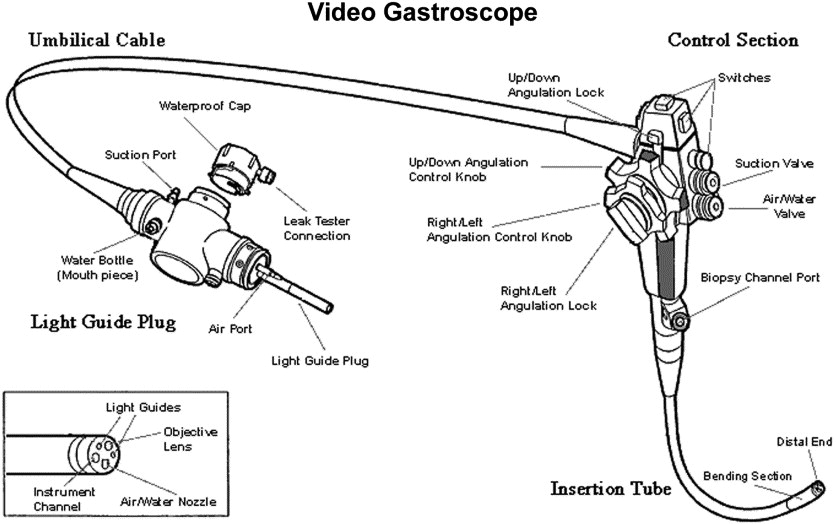 Video Gastroscope
Umbilical Cable
Control Section
Up/Down
Angulation Lock
Switches
Waterproof Cap
Suction Port
Up/Down Angulation
Control Knob
Suction Valve
Air/Water
Valve
Leak Tester
Connection
Right/Left
Angulation Control Knob
Water Bottle
(Mouth piece)
Biopsy Channel Port
Right/Left
Angulation Lock
Light Guide Plug
Air Port
Light Guide Plug
Light Guides
Objective
Lens
Instrument
Channel
Air/Water Nozzle
Distal End
Bending Section
Insertion Tube